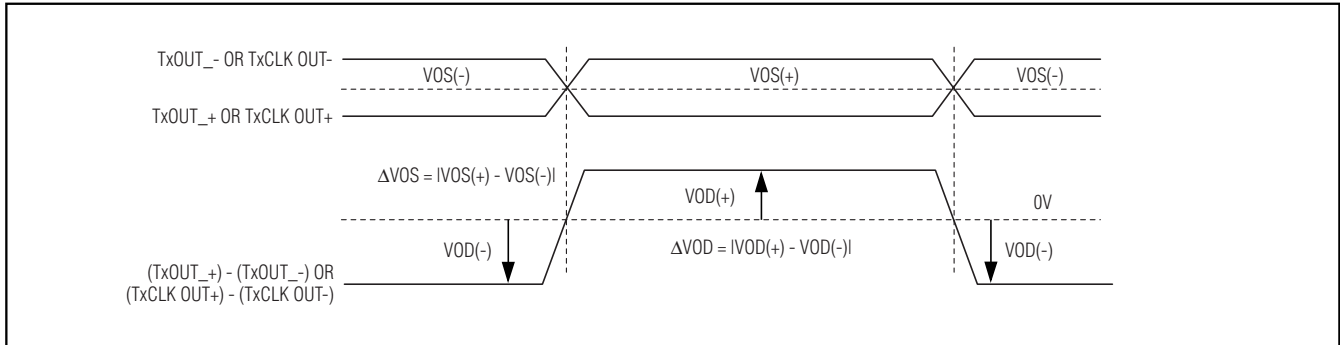 TxOUT_- OR TxCLK OUT-
VOS(-)
VOS(+)
VOS(-)
TxOUT_+ OR TxCLK OUT+
ΔVOS = |VOS(+) - VOS(-)|
VOD(+)
0V
VOD(-)
ΔVOD = |VOD(+) - VOD(-)|
VOD(-)
(TxOUT_+) - (TxOUT_-) OR
(TxCLK OUT+) - (TxCLK OUT-)